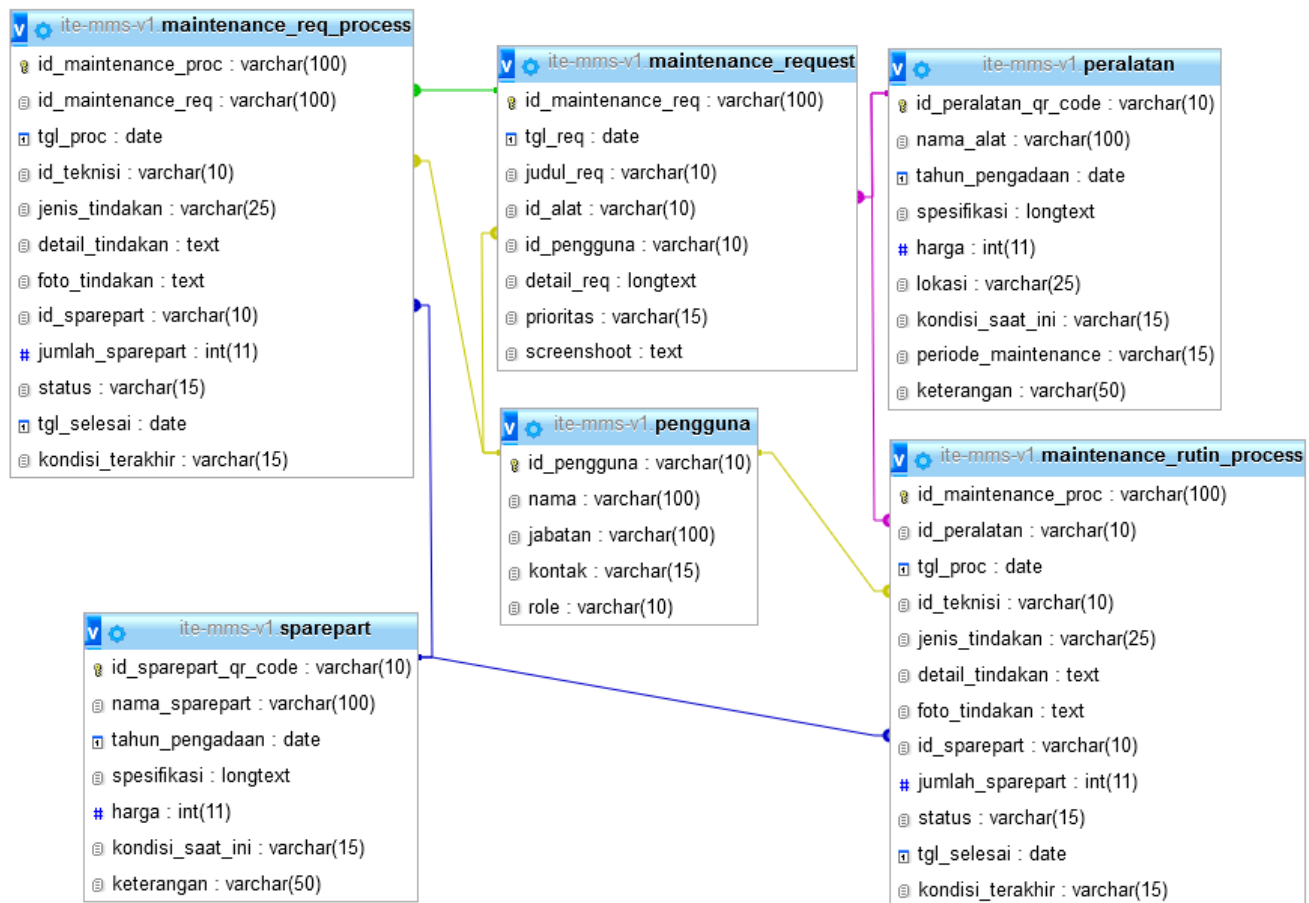 ite-mms-v1.maintenance_req_process
id_maintenance_proc : varchar(100)
id_maintenance_req : varchar(100)
tgl_proc : date
id_teknisi : varchar(10)
jenis_tindakan : varchar(25)
detail_tindakan : text
foto_tindakan : text
id_sparepart : varchar(10)
# jumlah_sparepart : int(11)
status : varchar(15)
tgl_selesai : date
kondisi_terakhir : varchar(15)
ite-mms-v1.maintenance_request
id_maintenance_req : varchar(100)
tgl_req : date
judul_req : varchar(10)
id_alat : varchar(10)
id_pengguna : varchar(10)
detail_req : longtext
prioritas : varchar(15)
screenshoot : text
ite-mms-v1.peralatan
id_peralatan_qr_code : varchar(10)
nama_alat : varchar(100)
tahun_pengadaan : date
spesifikasi : longtext
# harga : int(11)
lokasi : varchar(25)
kondisi_saat_ini : varchar(15)
periode_maintenance : varchar(15)
keterangan : varchar(50)
ite-mms-v1.pengguna
id_pengguna : varchar(10)
nama : varchar(100)
jabatan : varchar(100)
kontak : varchar(15)
role : varchar(10)
ite-mms-v1.maintenance_rutin_process
id_maintenance_proc : varchar(100)
id_peralatan : varchar(10)
tgl_proc : date
id_teknisi : varchar(10)
jenis_tindakan : varchar(25)
detail_tindakan : text
foto_tindakan : text
id_sparepart : varchar(10)
# jumlah_sparepart : int(11)
status : varchar(15)
tgl_selesai : date
kondisi_terakhir : varchar(15)
ite-mms-v1.sparepart
id_sparepart_qr_code : varchar(10)
nama_sparepart : varchar(100)
tahun_pengadaan : date
spesifikasi : longtext
# harga : int(11)
kondisi_saat_ini : varchar(15)
keterangan : varchar(50)